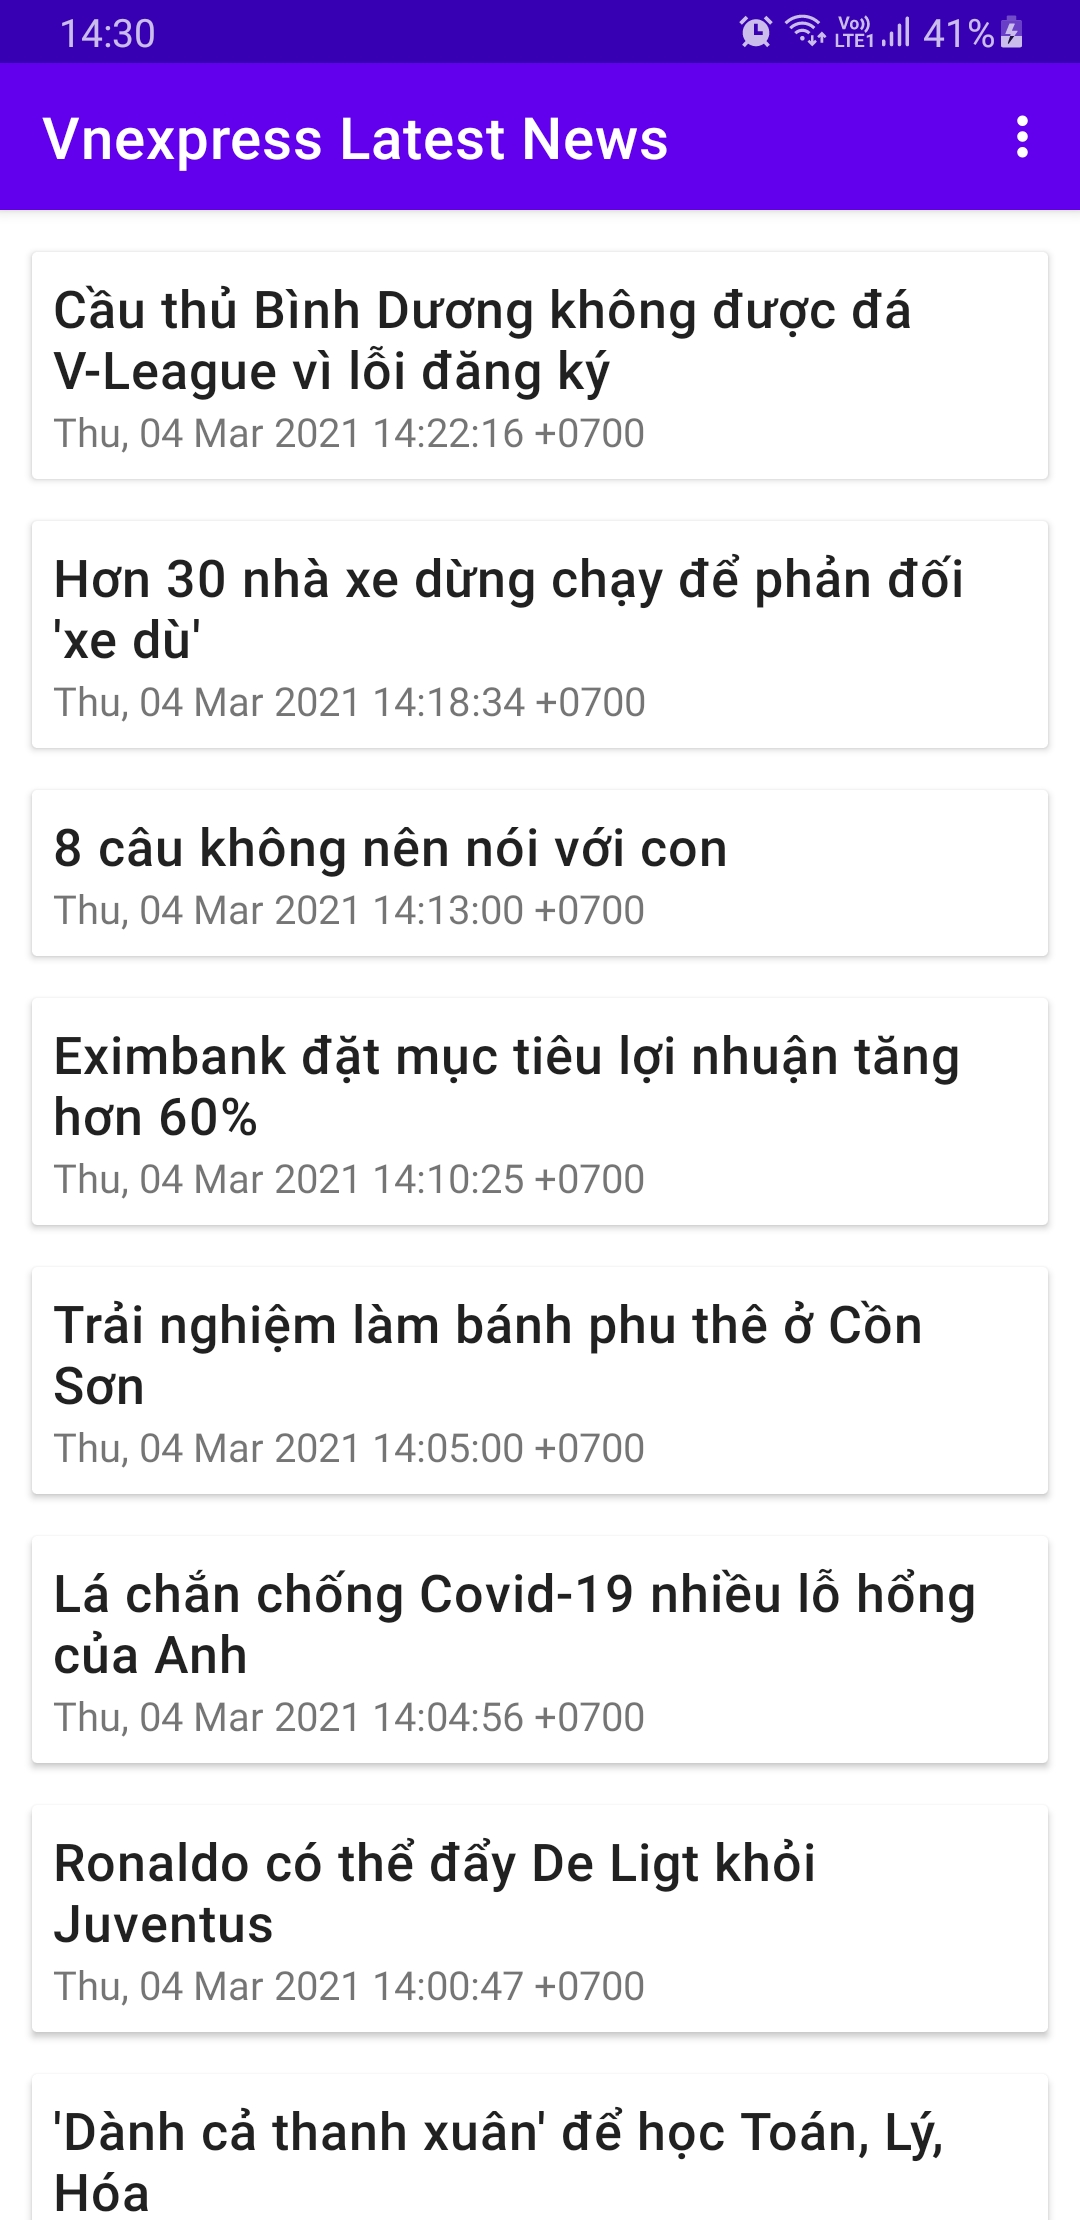 14:30
Vo)) LTE1 41%
Vnexpress Latest News
Cầu thủ Bình Dương không được đá
V-League vì lỗi đăng ký
Thu, 04 Mar 2021 14:22:16 +0700
Hơn 30 nhà xe dừng chạy để phản đối
'xe dù'
Thu, 04 Mar 2021 14:18:34 +0700
8 câu không nên nói với con
Thu, 04 Mar 2021 14:13:00 +0700
Eximbank đặt mục tiêu lợi nhuận tăng
hơn 60%
Thu, 04 Mar 2021 14:10:25 +0700
Trải nghiệm làm bánh phu thê ở Cồn
Sơn
Thu, 04 Mar 2021 14:05:00 +0700
Lá chắn chống Covid-19 nhiều lỗ hổng
của Anh
Thu, 04 Mar 2021 14:04:56 +0700
Ronaldo có thể đẩy De Ligt khỏi
Juventus
Thu, 04 Mar 2021 14:00:47 +0700
'Dành cả thanh xuân' để học Toán, Lý,
Hóa